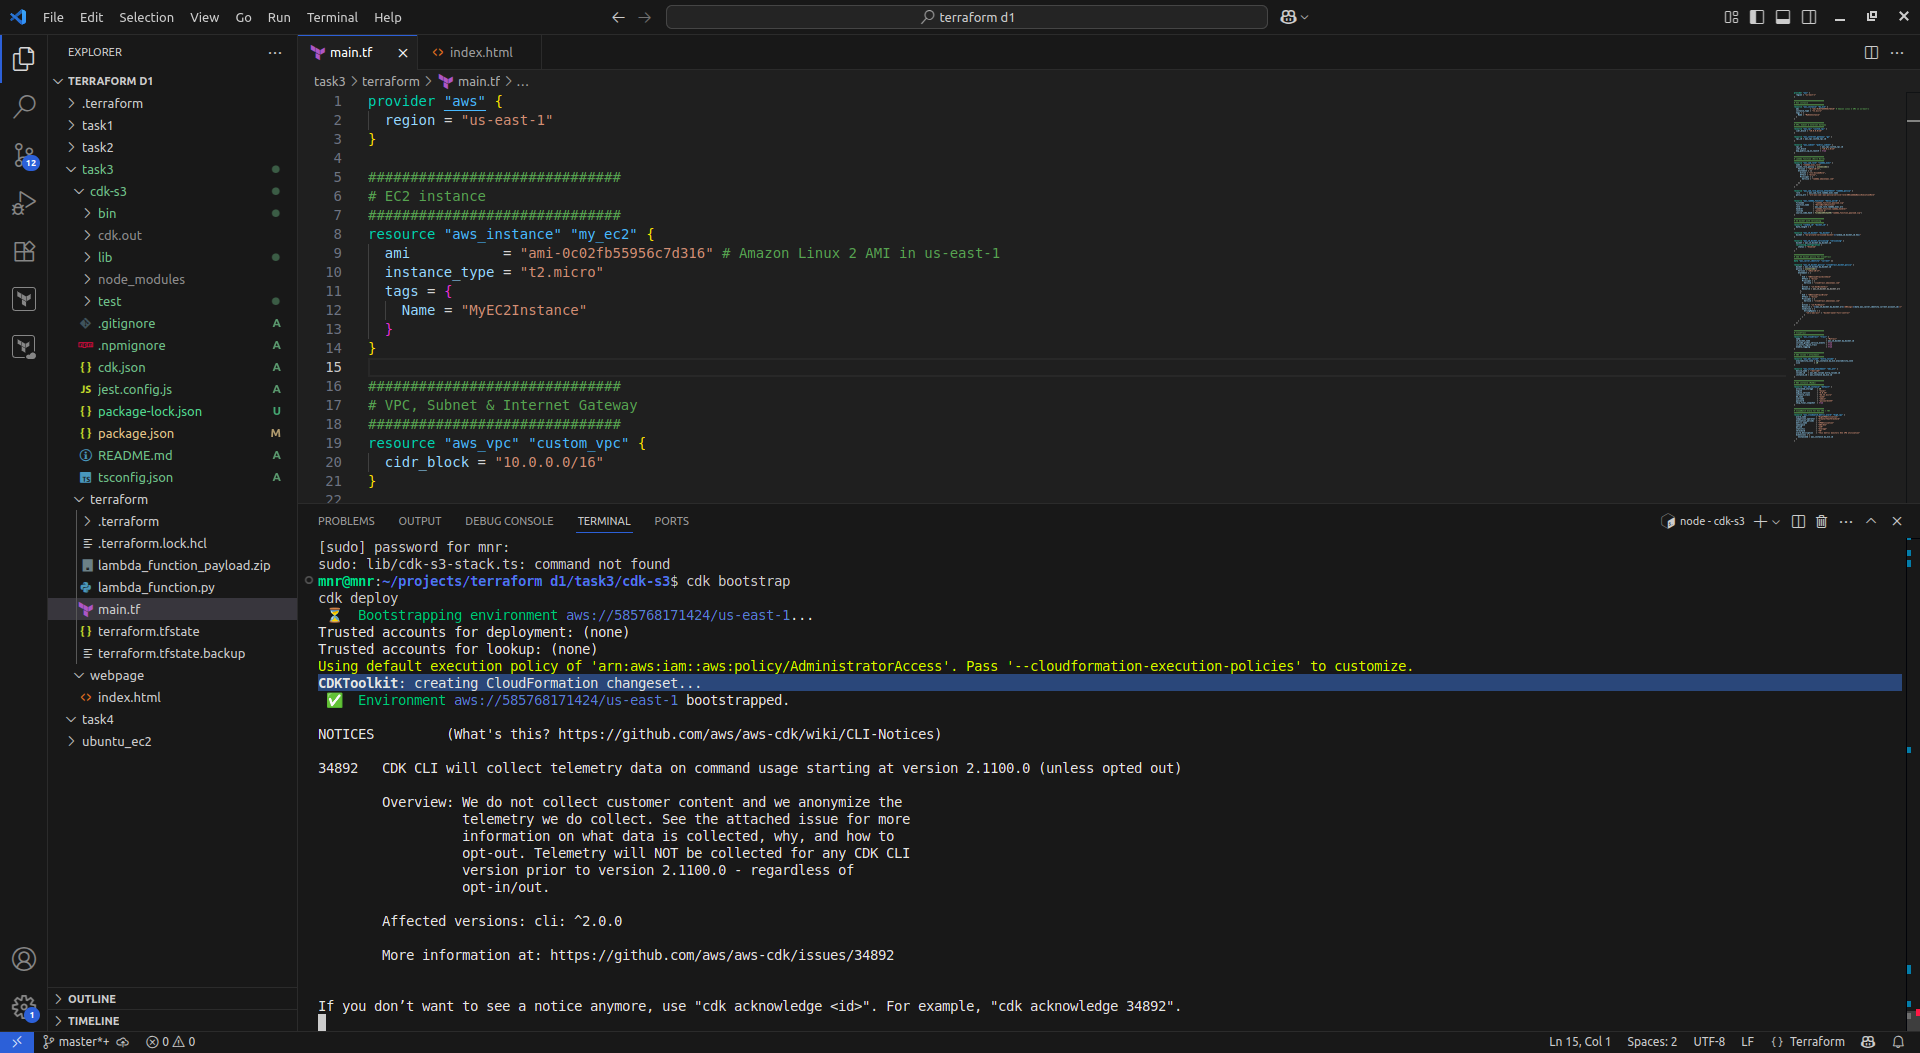 File Edit Selection View Go Run Terminal Help
terraform d1
EXPLORER
TERRAFORM D1
.terraform
task1
task2
task3
cdk-s3
bin
cdk.out
lib
node_modules
test
.gitignore A
.npmignore A
cdk.json A
jest.config.js A
package-lock.json U
package.json M
README.md A
tsconfig.json A
terraform
.terraform
.terraform.lock.hcl
lambda_function_payload.zip
lambda_function.py
main.tf
terraform.tfstate
terraform.tfstate.backup
webpage
index.html
task4
ubuntu_ec2
OUTLINE
TIMELINE
12
1
main.tf
index.html
task3 > terraform > main.tf > ...
1 provider "aws" {
2 region = "us-east-1"
3 }
4
5 ##############################
6 # EC2 instance
7 ##############################
8 resource "aws_instance" "my_ec2" {
9 ami           = "ami-0c02fb55956c7d316" # Amazon Linux 2 AMI in us-east-1
10 instance_type = "t2.micro"
11 tags = {
12 Name = "MyEC2Instance"
13 }
14 }
15
16 ##############################
17 # VPC, Subnet & Internet Gateway
18 ##############################
19 resource "aws_vpc" "custom_vpc" {
20 cidr_block = "10.0.0.0/16"
21 }
22
PROBLEMS OUTPUT DEBUG CONSOLE TERMINAL PORTS
node - cdk-s3
[sudo] password for mnr:
sudo: lib/cdk-s3-stack.ts: command not found
mnr@mnr:~/projects/terraform d1/task3/cdk-s3$ cdk bootstrap
cdk deploy
⏳ Bootstrapping environment aws://585768171424/us-east-1...
Trusted accounts for deployment: (none)
Trusted accounts for lookup: (none)
Using default execution policy of 'arn:aws:iam::aws:policy/AdministratorAccess'. Pass '--cloudformation-execution-policies' to customize.
CDKToolkit: creating CloudFormation changeset...
✅ Environment aws://585768171424/us-east-1 bootstrapped.
NOTICES         (What's this? https://github.com/aws/aws-cdk/wiki/CLI-Notices)
34892   CDK CLI will collect telemetry data on command usage starting at version 2.1100.0 (unless opted out)
Overview: We do not collect customer content and we anonymize the
telemetry we do collect. See the attached issue for more
information on what data is collected, why, and how to
opt-out. Telemetry will NOT be collected for any CDK CLI
version prior to version 2.1100.0 - regardless of
opt-in/out.
Affected versions: cli: ^2.0.0
More information at: https://github.com/aws/aws-cdk/issues/34892
If you don’t want to see a notice anymore, use "cdk acknowledge <id>". For example, "cdk acknowledge 34892".
master*+ 0 0
Ln 15, Col 1 Spaces: 2 UTF-8 LF {} Terraform